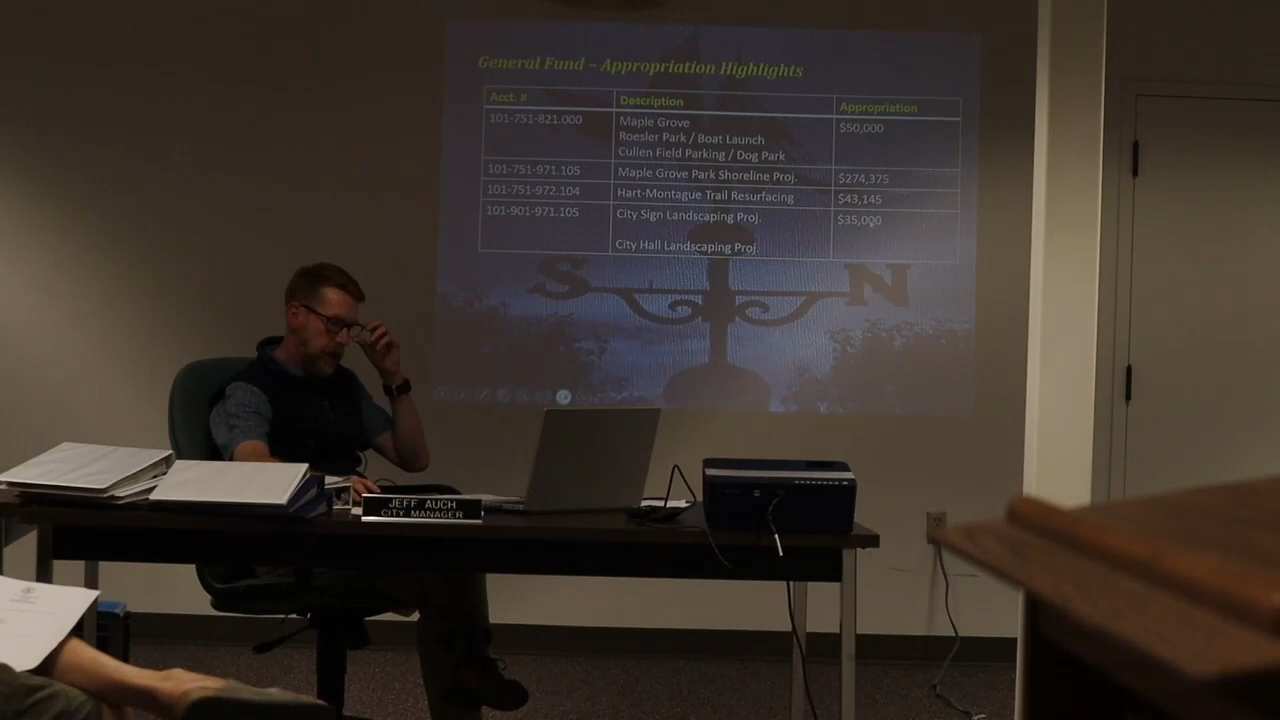 General Fund – Appropriation Highlights
Acct. # Description Appropriation
101-751-821.000 Maple Grove $50,000
Roesler Park / Boat Launch
Cullen Field Parking / Dog Park
101-751-971.105 Maple Grove Park Shoreline Proj. $274,375
101-751-972.104 Hart-Montague Trail Resurfacing $43,145
101-901-971.105 City Sign Landscaping Proj. $35,000
City Hall Landscaping Proj.
S N
JEFF AUCH
CITY MANAGER